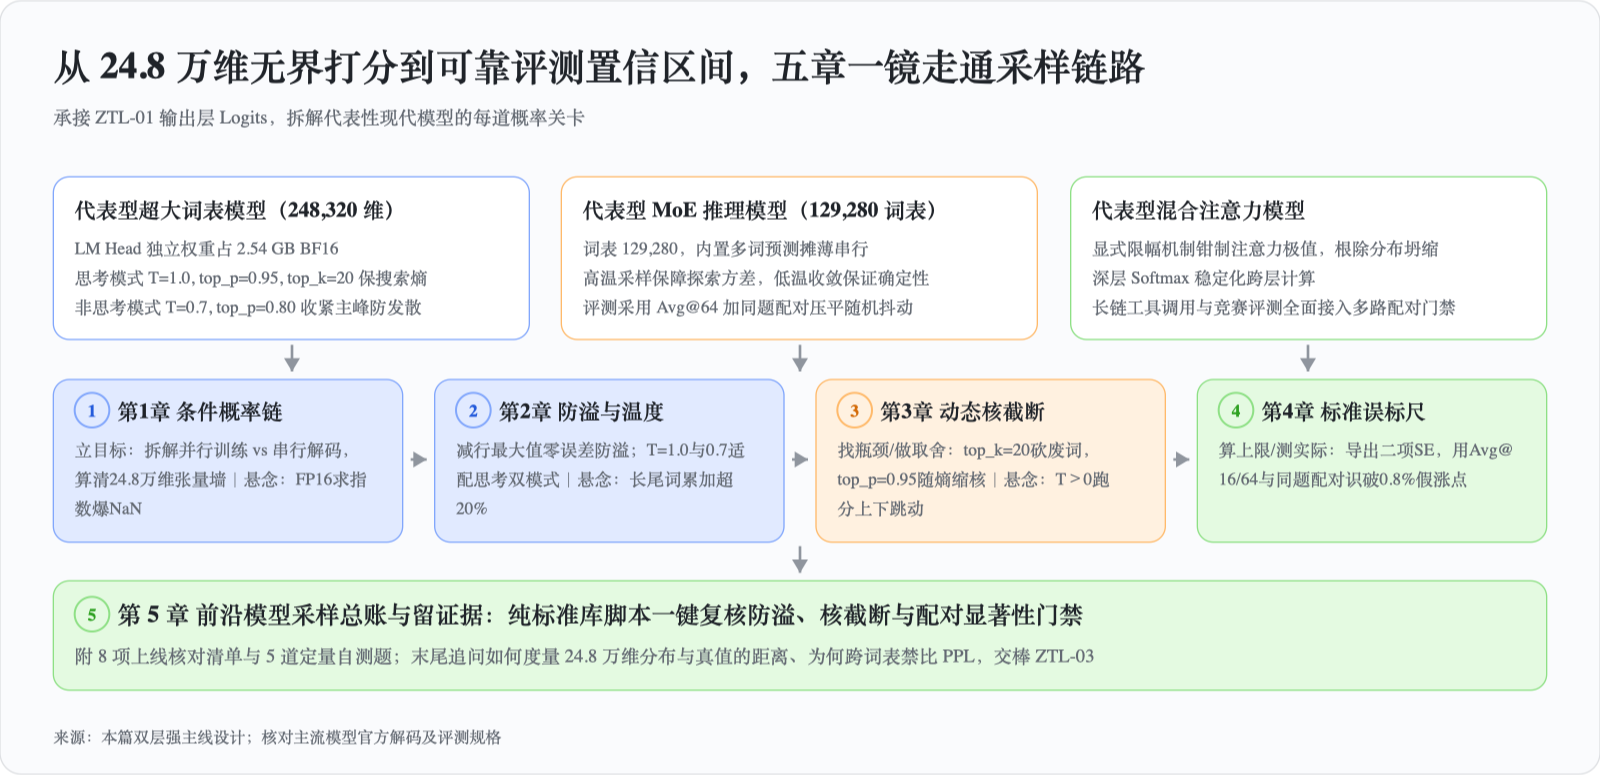 从 24.8 万维无界打分到可靠评测置信区间，五章一镜走通采样链路
承接 ZTL-01 输出层 Logits，拆解代表性现代模型的每道概率关卡
代表型超大词表模型（248,320 维）
LM Head 独立权重占 2.54 GB BF16
思考模式 T=1.0, top_p=0.95, top_k=20 保搜索熵
非思考模式 T=0.7, top_p=0.80 收紧主峰防发散
代表型 MoE 推理模型（129,280 词表）
词表 129,280，内置多词预测摊薄串行
高温采样保障探索方差，低温收敛保证确定性
评测采用 Avg@64 加同题配对压平随机抖动
代表型混合注意力模型
显式限幅机制钳制注意力极值，根除分布坍缩
深层 Softmax 稳定化跨层计算
长链工具调用与竞赛评测全面接入多路配对门禁
1 第1章 条件概率链
立目标：拆解并行训练 vs 串行解码，
算清24.8万维张量墙｜悬念：FP16求指
数爆NaN
2 第2章 防溢与温度
减行最大值零误差防溢；T=1.0与0.7适
配思考双模式｜悬念：长尾词累加超
20%
3 第3章 动态核截断
找瓶颈/做取舍：top_k=20砍废词，
top_p=0.95随熵缩核｜悬念：T＞0跑
分上下跳动
4 第4章 标准误标尺
算上限/测实际：导出二项SE，用Avg@
16/64与同题配对识破0.8%假涨点
5 第 5 章 前沿模型采样总账与留证据：纯标准库脚本一键复核防溢、核截断与配对显著性门禁
附 8 项上线核对清单与 5 道定量自测题；末尾追问如何度量 24.8 万维分布与真值的距离、为何跨词表禁比 PPL，交棒 ZTL-03
来源：本篇双层强主线设计；核对主流模型官方解码及评测规格